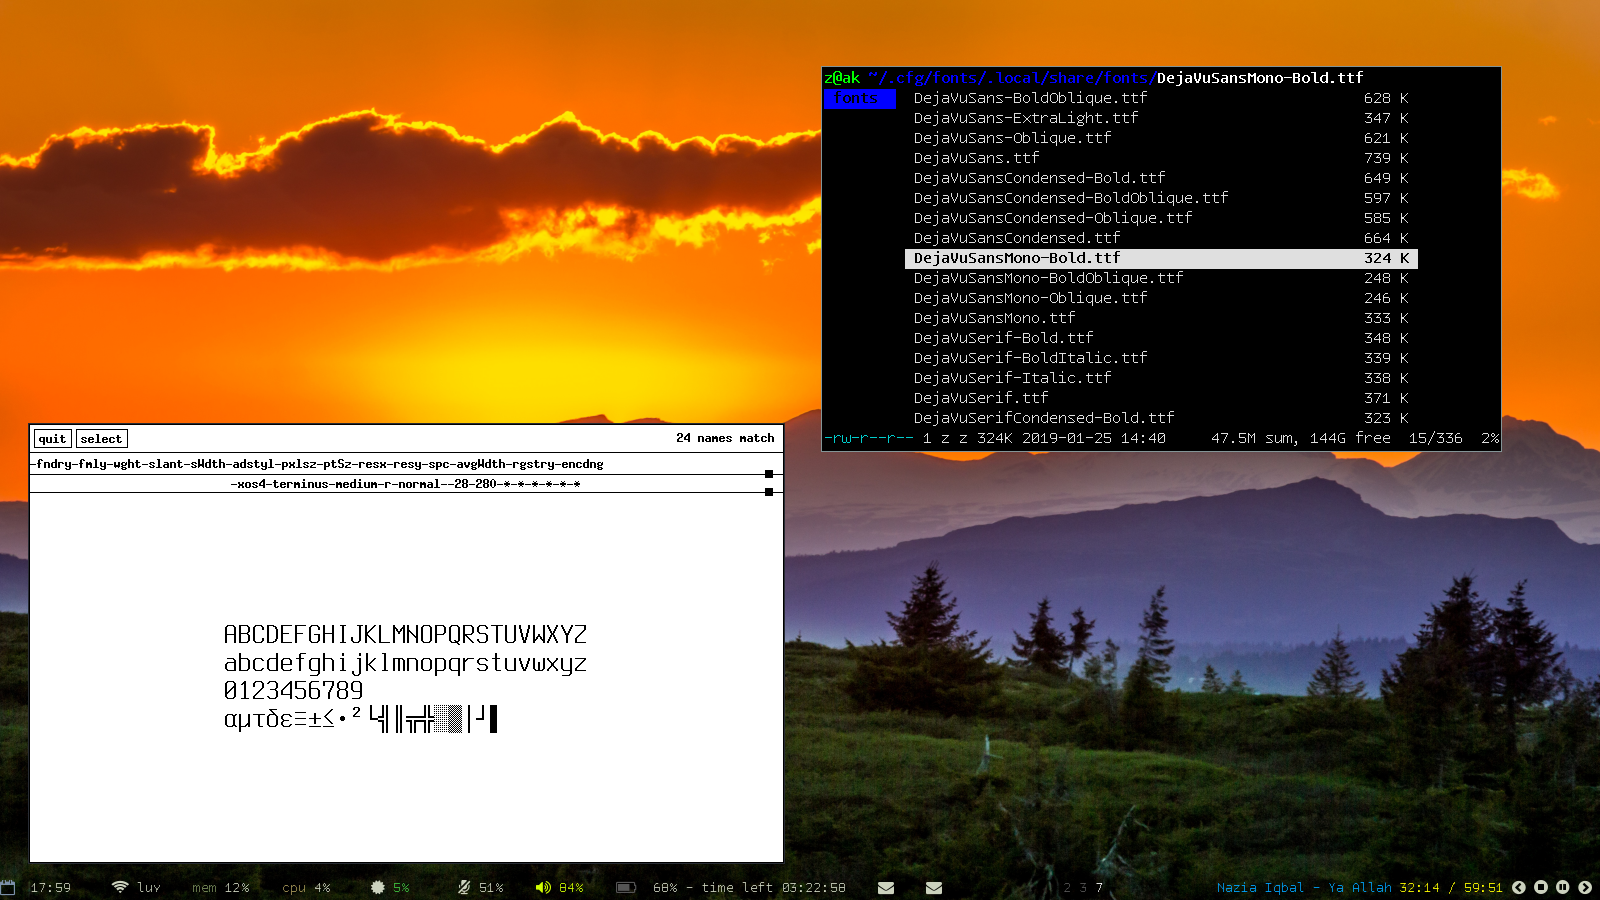 z@ak ~/.cfg/fonts/.local/share/fonts/DejaVuSansMono-Bold.ttf
fonts
DejaVuSans-BoldOblique.ttf 628 K
DejaVuSans-ExtraLight.ttf 347 K
DejaVuSans-Oblique.ttf 621 K
DejaVuSans.ttf 739 K
DejaVuSansCondensed-Bold.ttf 649 K
DejaVuSansCondensed-BoldOblique.ttf 597 K
DejaVuSansCondensed-Oblique.ttf 585 K
DejaVuSansCondensed.ttf 664 K
DejaVuSansMono-Bold.ttf 324 K
DejaVuSansMono-BoldOblique.ttf 248 K
DejaVuSansMono-Oblique.ttf 246 K
DejaVuSansMono.ttf 333 K
DejaVuSerif-Bold.ttf 348 K
DejaVuSerif-BoldItalic.ttf 339 K
DejaVuSerif-Italic.ttf 338 K
DejaVuSerif.ttf 371 K
DejaVuSerifCondensed-Bold.ttf 323 K
-rw-r--r-- 1 z z 324K 2019-01-25 14:40 47.5M sum, 144G free 15/336 2%
quit select 24 names match
-fndry-fmly-wght-slant-sWdth-adstyl-pxlsz-ptSz-resx-resy-spc-avgWdth-rgstry-encdng
-xos4-terminus-medium-r-normal--28-280-*-*-*-*-*-*
ABCDEFGHIJKLMNOPQRSTUVWXYZ
abcdefghijklmnopqrstuvwxyz
0123456789
αμτδε≡±≤•²└╣║╦╬▒▓│┘▌
17:59 luv mem 12% cpu 4% 5% 51% 84% 68% - time left 03:22:58 2 3 7 Nazia Iqbal - Ya Allah 32:14 / 59:51